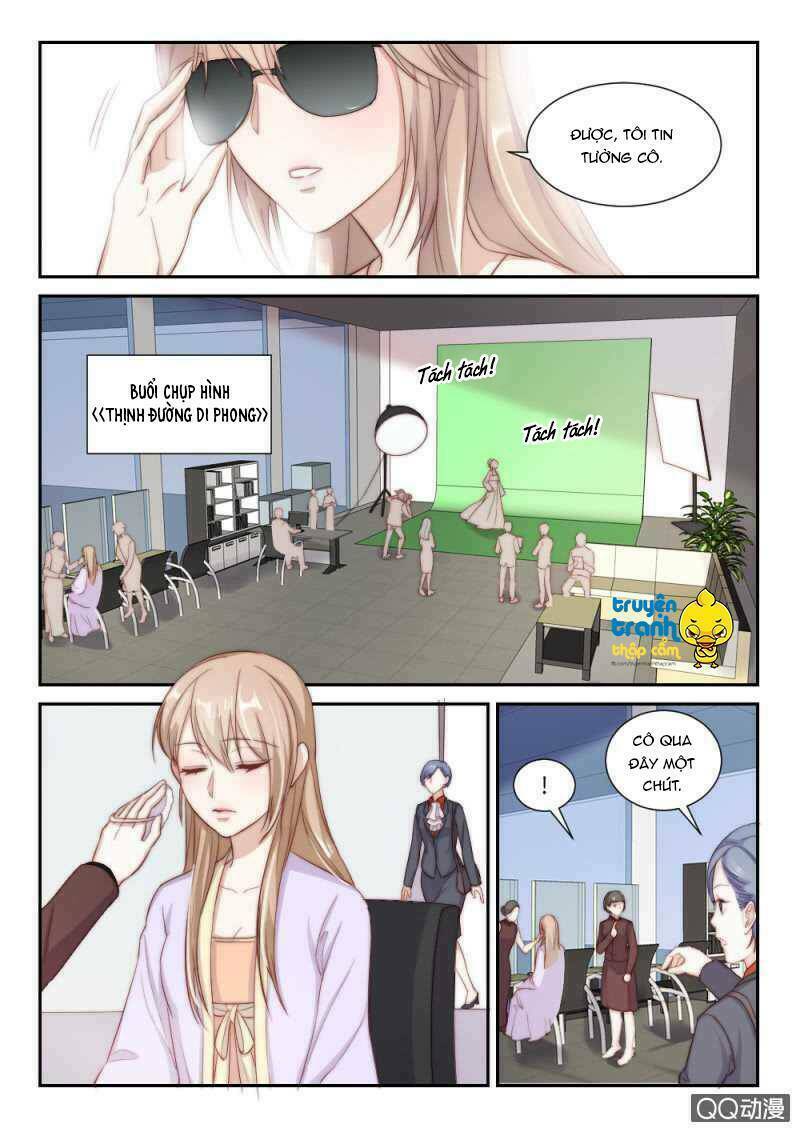 ĐƯỢC, TÔI TIN
TƯỞNG CÔ.
BUỔI CHỤP HÌNH
<<THỊNH ĐƯỜNG DI PHONG>>
Tách tách!
Tách tách!
truyện
tranh
thập cẩm
CÔ QUA
ĐÂY MỘT
CHÚT.
!
QQ动漫